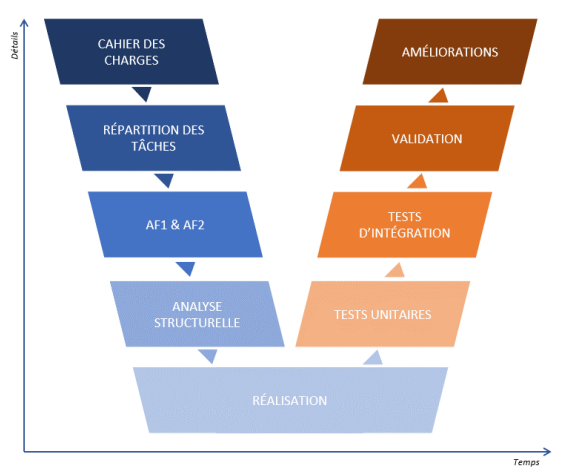 Détails
CAHIER DES
CHARGES
RÉPARTITION DES
TÂCHES
AF1 & AF2
ANALYSE
STRUCTURELLE
RÉALISATION
TESTS UNITAIRES
TESTS
D'INTÉGRATION
VALIDATION
AMÉLIORATIONS
Temps